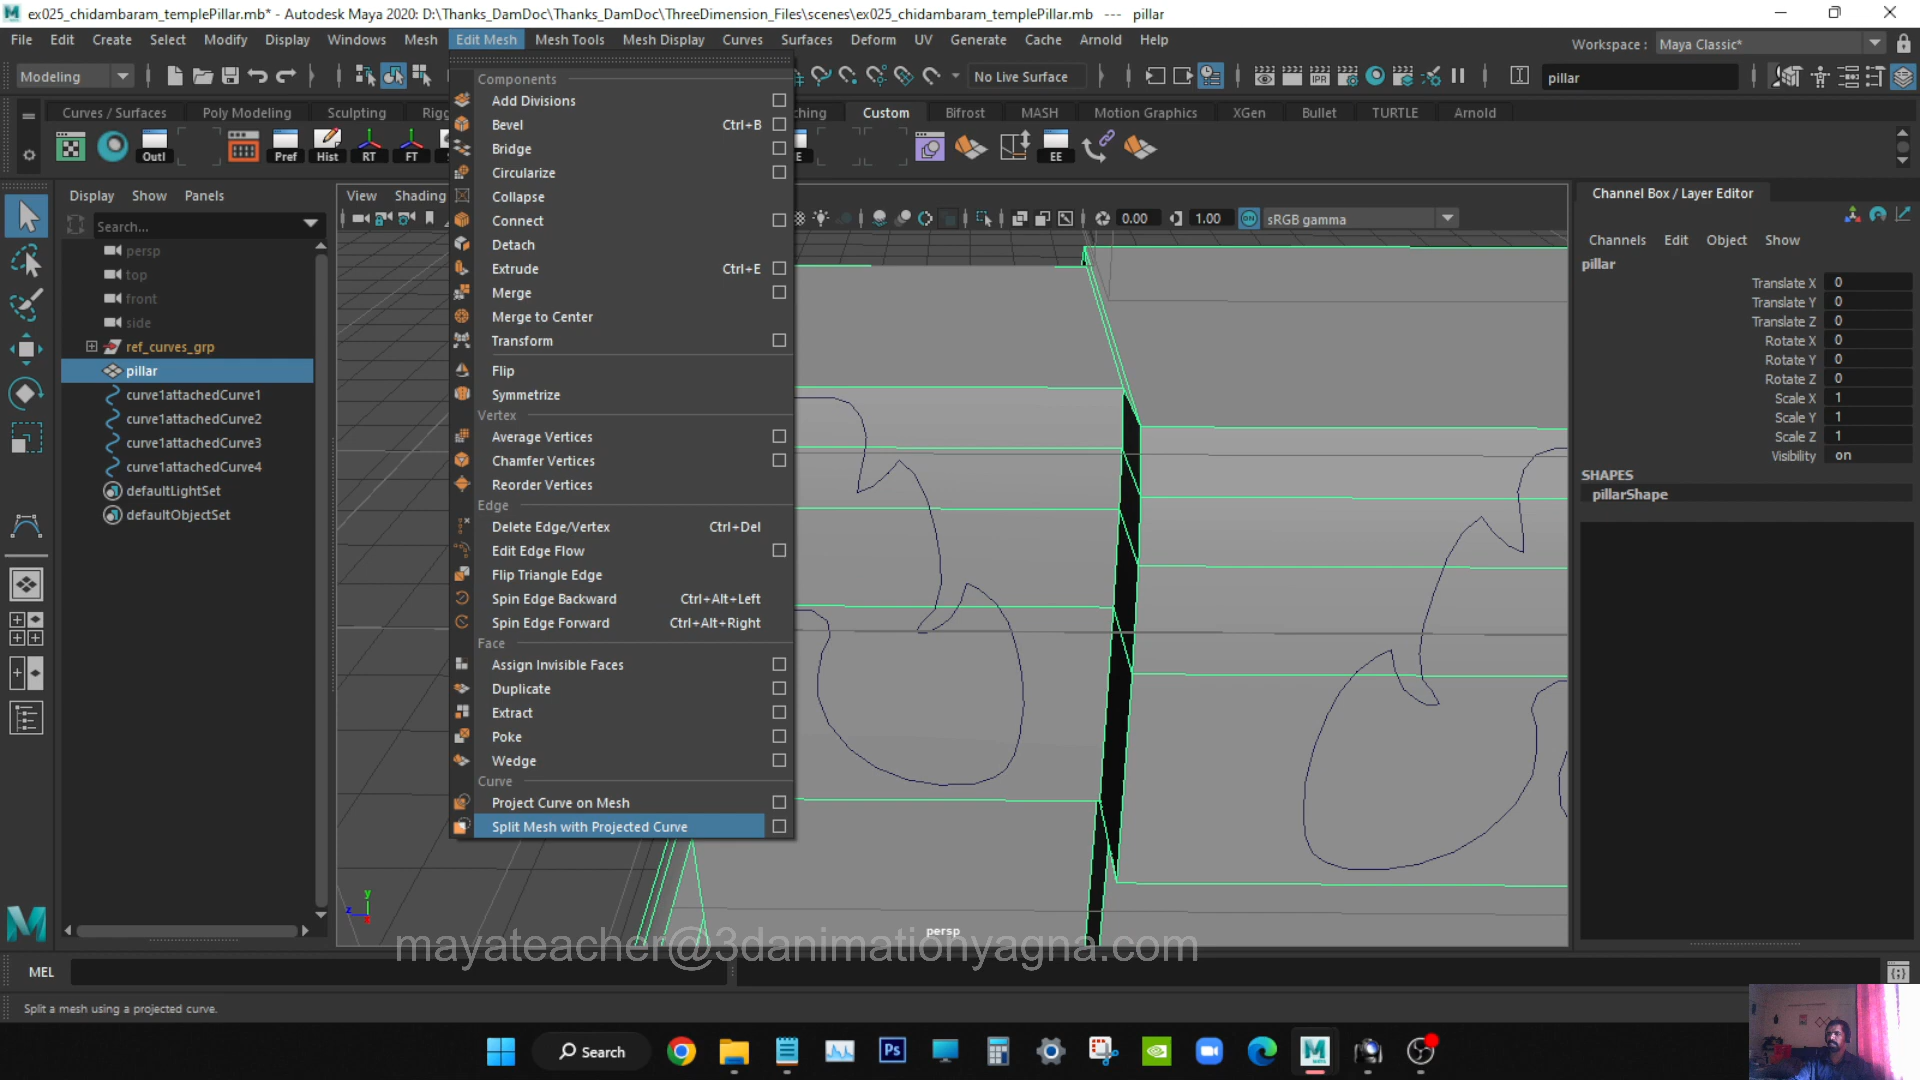 ex025_chidambaram_templePillar.mb* - Autodesk Maya 2020: D:\Thanks_DamDoc\Thanks_DamDoc\ThreeDimension_Files\scenes\ex025_chidambaram_templePillar.mb --- pillar
File Edit Create Select Modify Display Windows Mesh Edit Mesh Mesh Tools Mesh Display Curves Surfaces Deform UV Generate Cache Arnold Help
Workspace : Maya Classic*
Modeling
No Live Surface
pillar
Curves / Surfaces Poly Modeling Sculpting Rigg ching Custom Bifrost MASH Motion Graphics XGen Bullet TURTLE Arnold
Outl Pref Hist RT FT E EE
Display Show Panels
Search...
persp
top
front
side
ref_curves_grp
pillar
curve1attachedCurve1
curve1attachedCurve2
curve1attachedCurve3
curve1attachedCurve4
defaultLightSet
defaultObjectSet
Components
Add Divisions
Bevel Ctrl+B
Bridge
Circularize
Collapse
Connect
Detach
Extrude Ctrl+E
Merge
Merge to Center
Transform
Flip
Symmetrize
Vertex
Average Vertices
Chamfer Vertices
Reorder Vertices
Edge
Delete Edge/Vertex Ctrl+Del
Edit Edge Flow
Flip Triangle Edge
Spin Edge Backward Ctrl+Alt+Left
Spin Edge Forward Ctrl+Alt+Right
Face
Assign Invisible Faces
Duplicate
Extract
Poke
Wedge
Curve
Project Curve on Mesh
Split Mesh with Projected Curve
View Shading
0.00 1.00 ON sRGB gamma
y
z
persp
mayateacher@3danimationyagna.com
Channel Box / Layer Editor
Channels Edit Object Show
pillar
Translate X 0
Translate Y 0
Translate Z 0
Rotate X 0
Rotate Y 0
Rotate Z 0
Scale X 1
Scale Y 1
Scale Z 1
Visibility on
SHAPES
pillarShape
MEL
Split a mesh using a projected curve.
Search
Ps